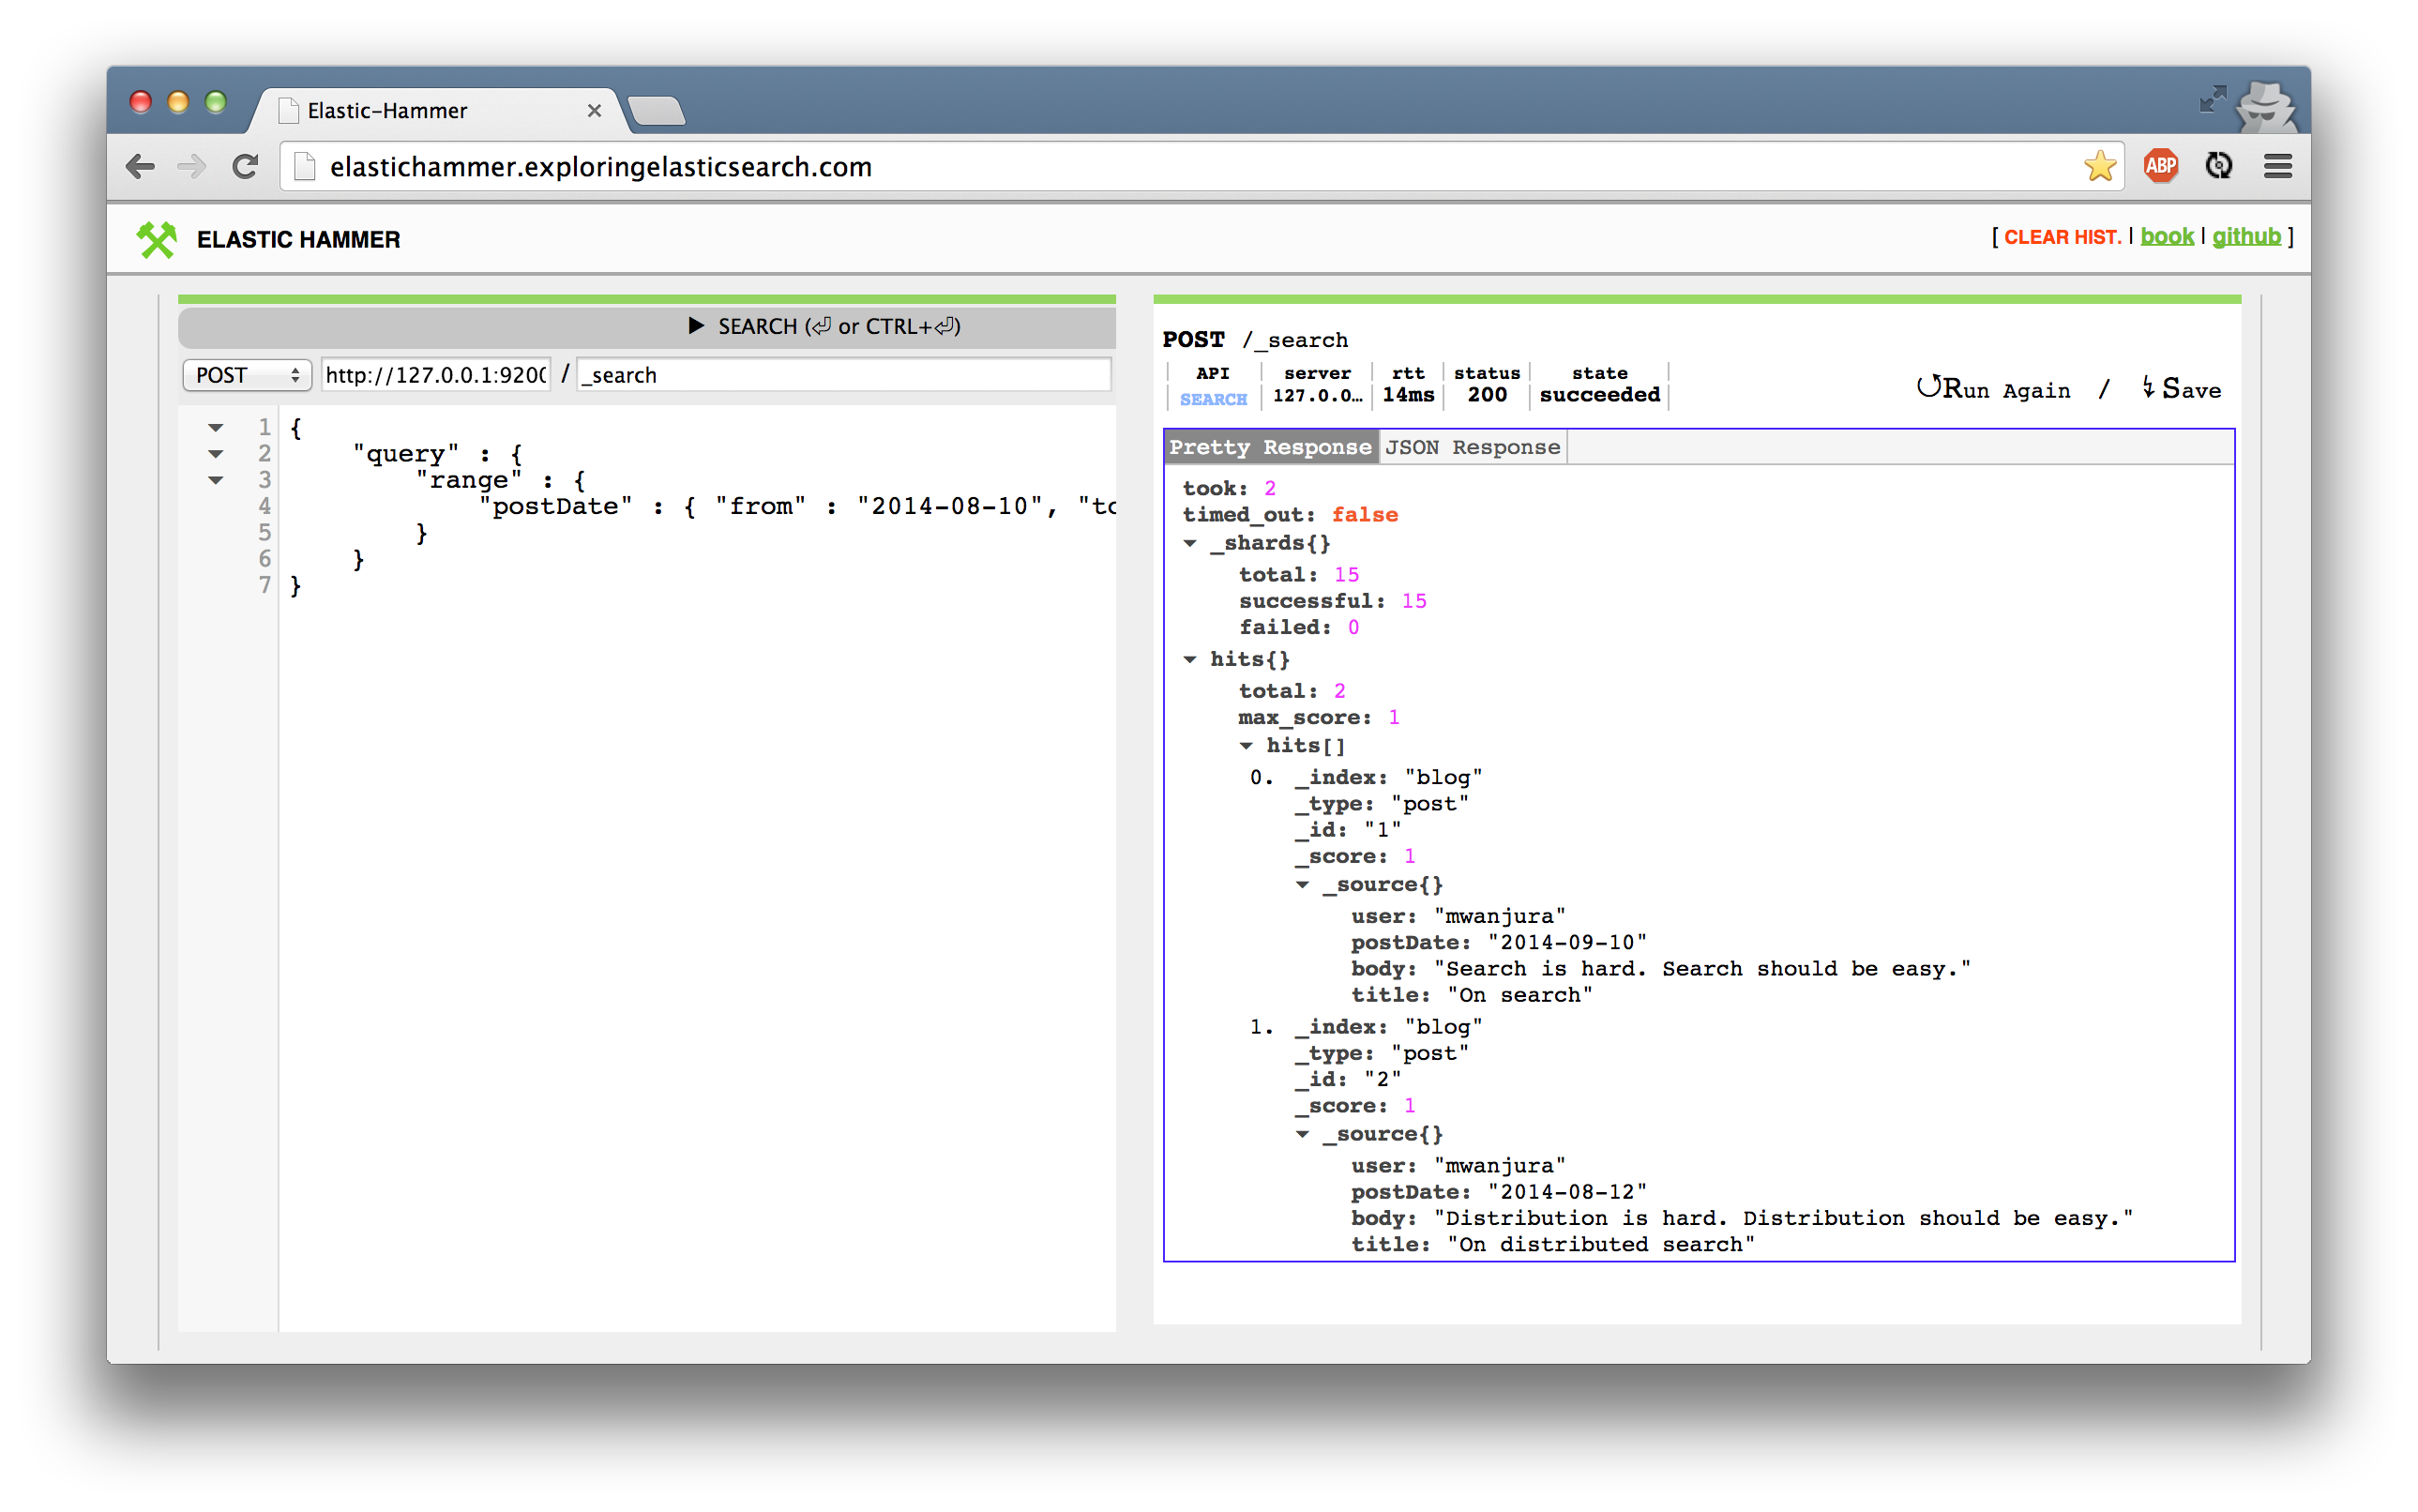 Elastic-Hammer
elastichammer.exploringelasticsearch.com
ABP
ELASTIC HAMMER
[ CLEAR HIST. | book | github ]
▶ SEARCH (⏎ or CTRL+⏎)
POST http://127.0.0.1:9200 / _search
1 {
2 "query" : {
3 "range" : {
4 "postDate" : { "from" : "2014-08-10", "to
5 }
6 }
7 }
POST /_search
API server rtt status state
SEARCH 127.0.0… 14ms 200 succeeded
Run Again / Save
Pretty Response JSON Response
took: 2
timed_out: false
_shards{}
total: 15
successful: 15
failed: 0
hits{}
total: 2
max_score: 1
hits[]
0. _index: "blog"
_type: "post"
_id: "1"
_score: 1
_source{}
user: "mwanjura"
postDate: "2014-09-10"
body: "Search is hard. Search should be easy."
title: "On search"
1. _index: "blog"
_type: "post"
_id: "2"
_score: 1
_source{}
user: "mwanjura"
postDate: "2014-08-12"
body: "Distribution is hard. Distribution should be easy."
title: "On distributed search"